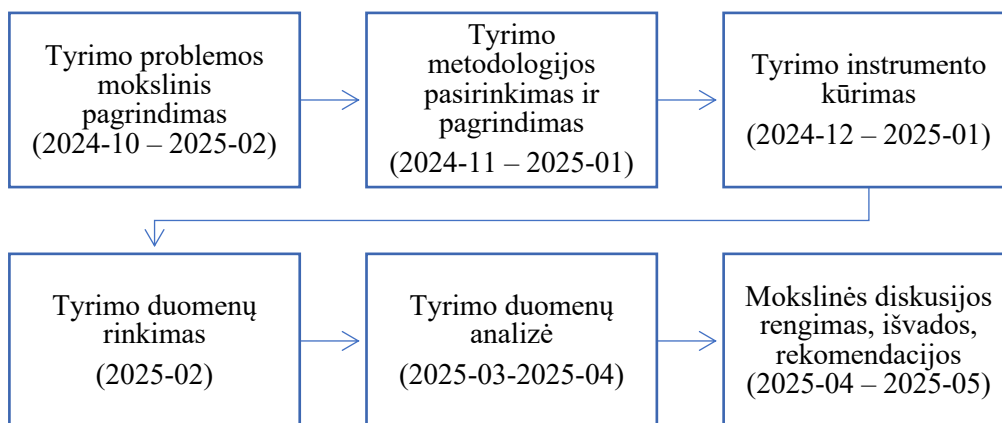 Tyrimo problemos
mokslinis
pagrindimas
(2024-10 – 2025-02)
Tyrimo
metodologijos
pasirinkimas ir
pagrindimas
(2024-11 – 2025-01)
Tyrimo instrumento
kūrimas
(2024-12 – 2025-01)
Tyrimo duomenų
rinkimas
(2025-02)
Tyrimo duomenų
analizė
(2025-03-2025-04)
Mokslinės diskusijos
rengimas, išvados,
rekomendacijos
(2025-04 – 2025-05)